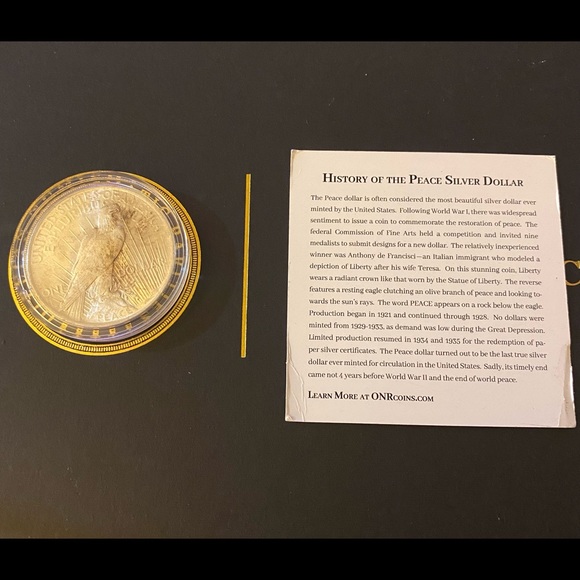 UNITED STATES OF
History of the Peace Silver Dollar
The Peace dollar is often considered the most beautiful silver dollar ever
minted by the United States. Following World War I, there was widespread
sentiment to issue a coin to commemorate the restoration of peace. The
federal Commission of Fine Arts held a competition and invited nine
medalists to submit designs for a new dollar. The relatively inexperienced
winner was Anthony de Francisci—an Italian immigrant who modeled a
depiction of Liberty after his wife Teresa. On this stunning coin, Liberty
wears a radiant crown like that worn by the Statue of Liberty. The reverse
features a resting eagle clutching an olive branch of peace and looking to-
wards the sun's rays. The word PEACE appears on a rock below the eagle.
Production began in 1921 and continued through 1928. No dollars were
minted from 1929-1933, as demand was low during the Great Depression.
Limited production resumed in 1934 and 1935 for the redemption of pa-
per silver certificates. The Peace dollar turned out to be the last true silver
dollar ever minted for circulation in the United States. Sadly, its timely end
came not 4 years before World War II and the end of world peace.
Learn More at ONRcoins.com